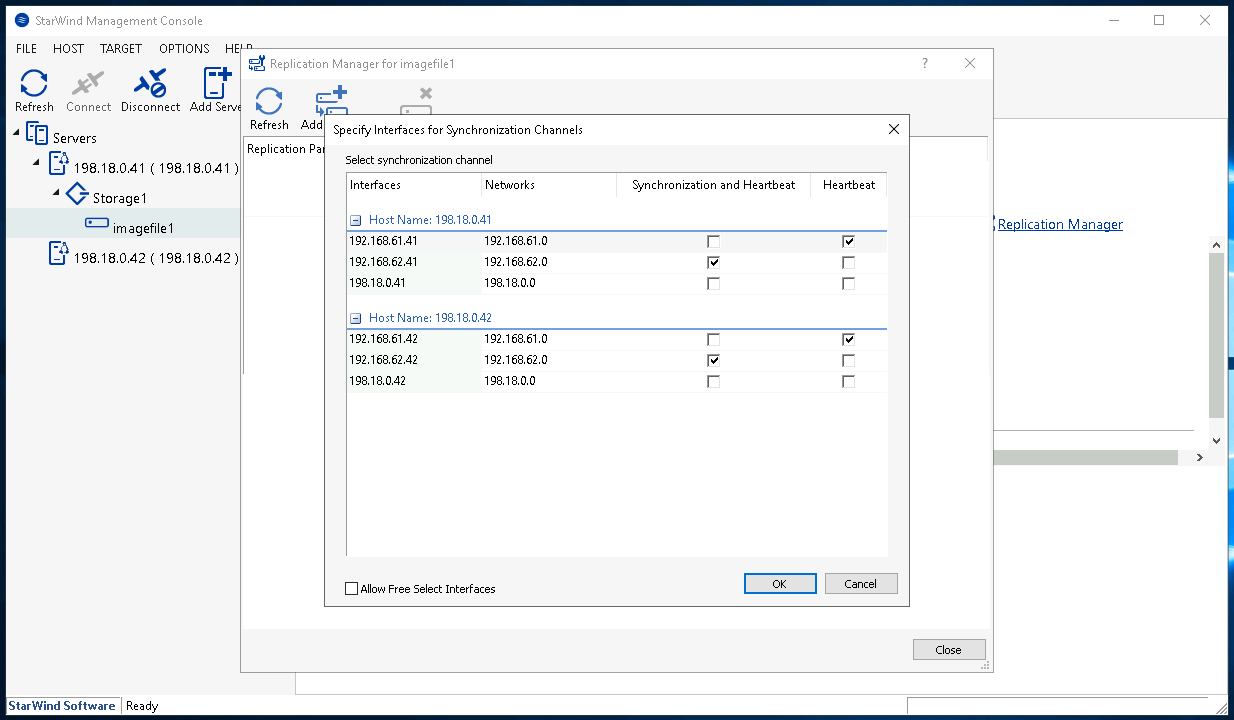 StarWind Management Console
FILE HOST TARGET OPTIONS HELP
Refresh Connect Disconnect Add Serve
Servers
198.18.0.41 ( 198.18.0.41 )
Storage1
imagefile1
198.18.0.42 ( 198.18.0.42 )
Replication Manager for imagefile1
?
Refresh Add
Replication Par
Specify Interfaces for Synchronization Channels
Select synchronization channel
Interfaces Networks Synchronization and Heartbeat Heartbeat
Host Name: 198.18.0.41
192.168.61.41 192.168.61.0
192.168.62.41 192.168.62.0
198.18.0.41 198.18.0.0
Host Name: 198.18.0.42
192.168.61.42 192.168.61.0
192.168.62.42 192.168.62.0
198.18.0.42 198.18.0.0
Allow Free Select Interfaces
OK Cancel
Close
Replication Manager
StarWind Software Ready